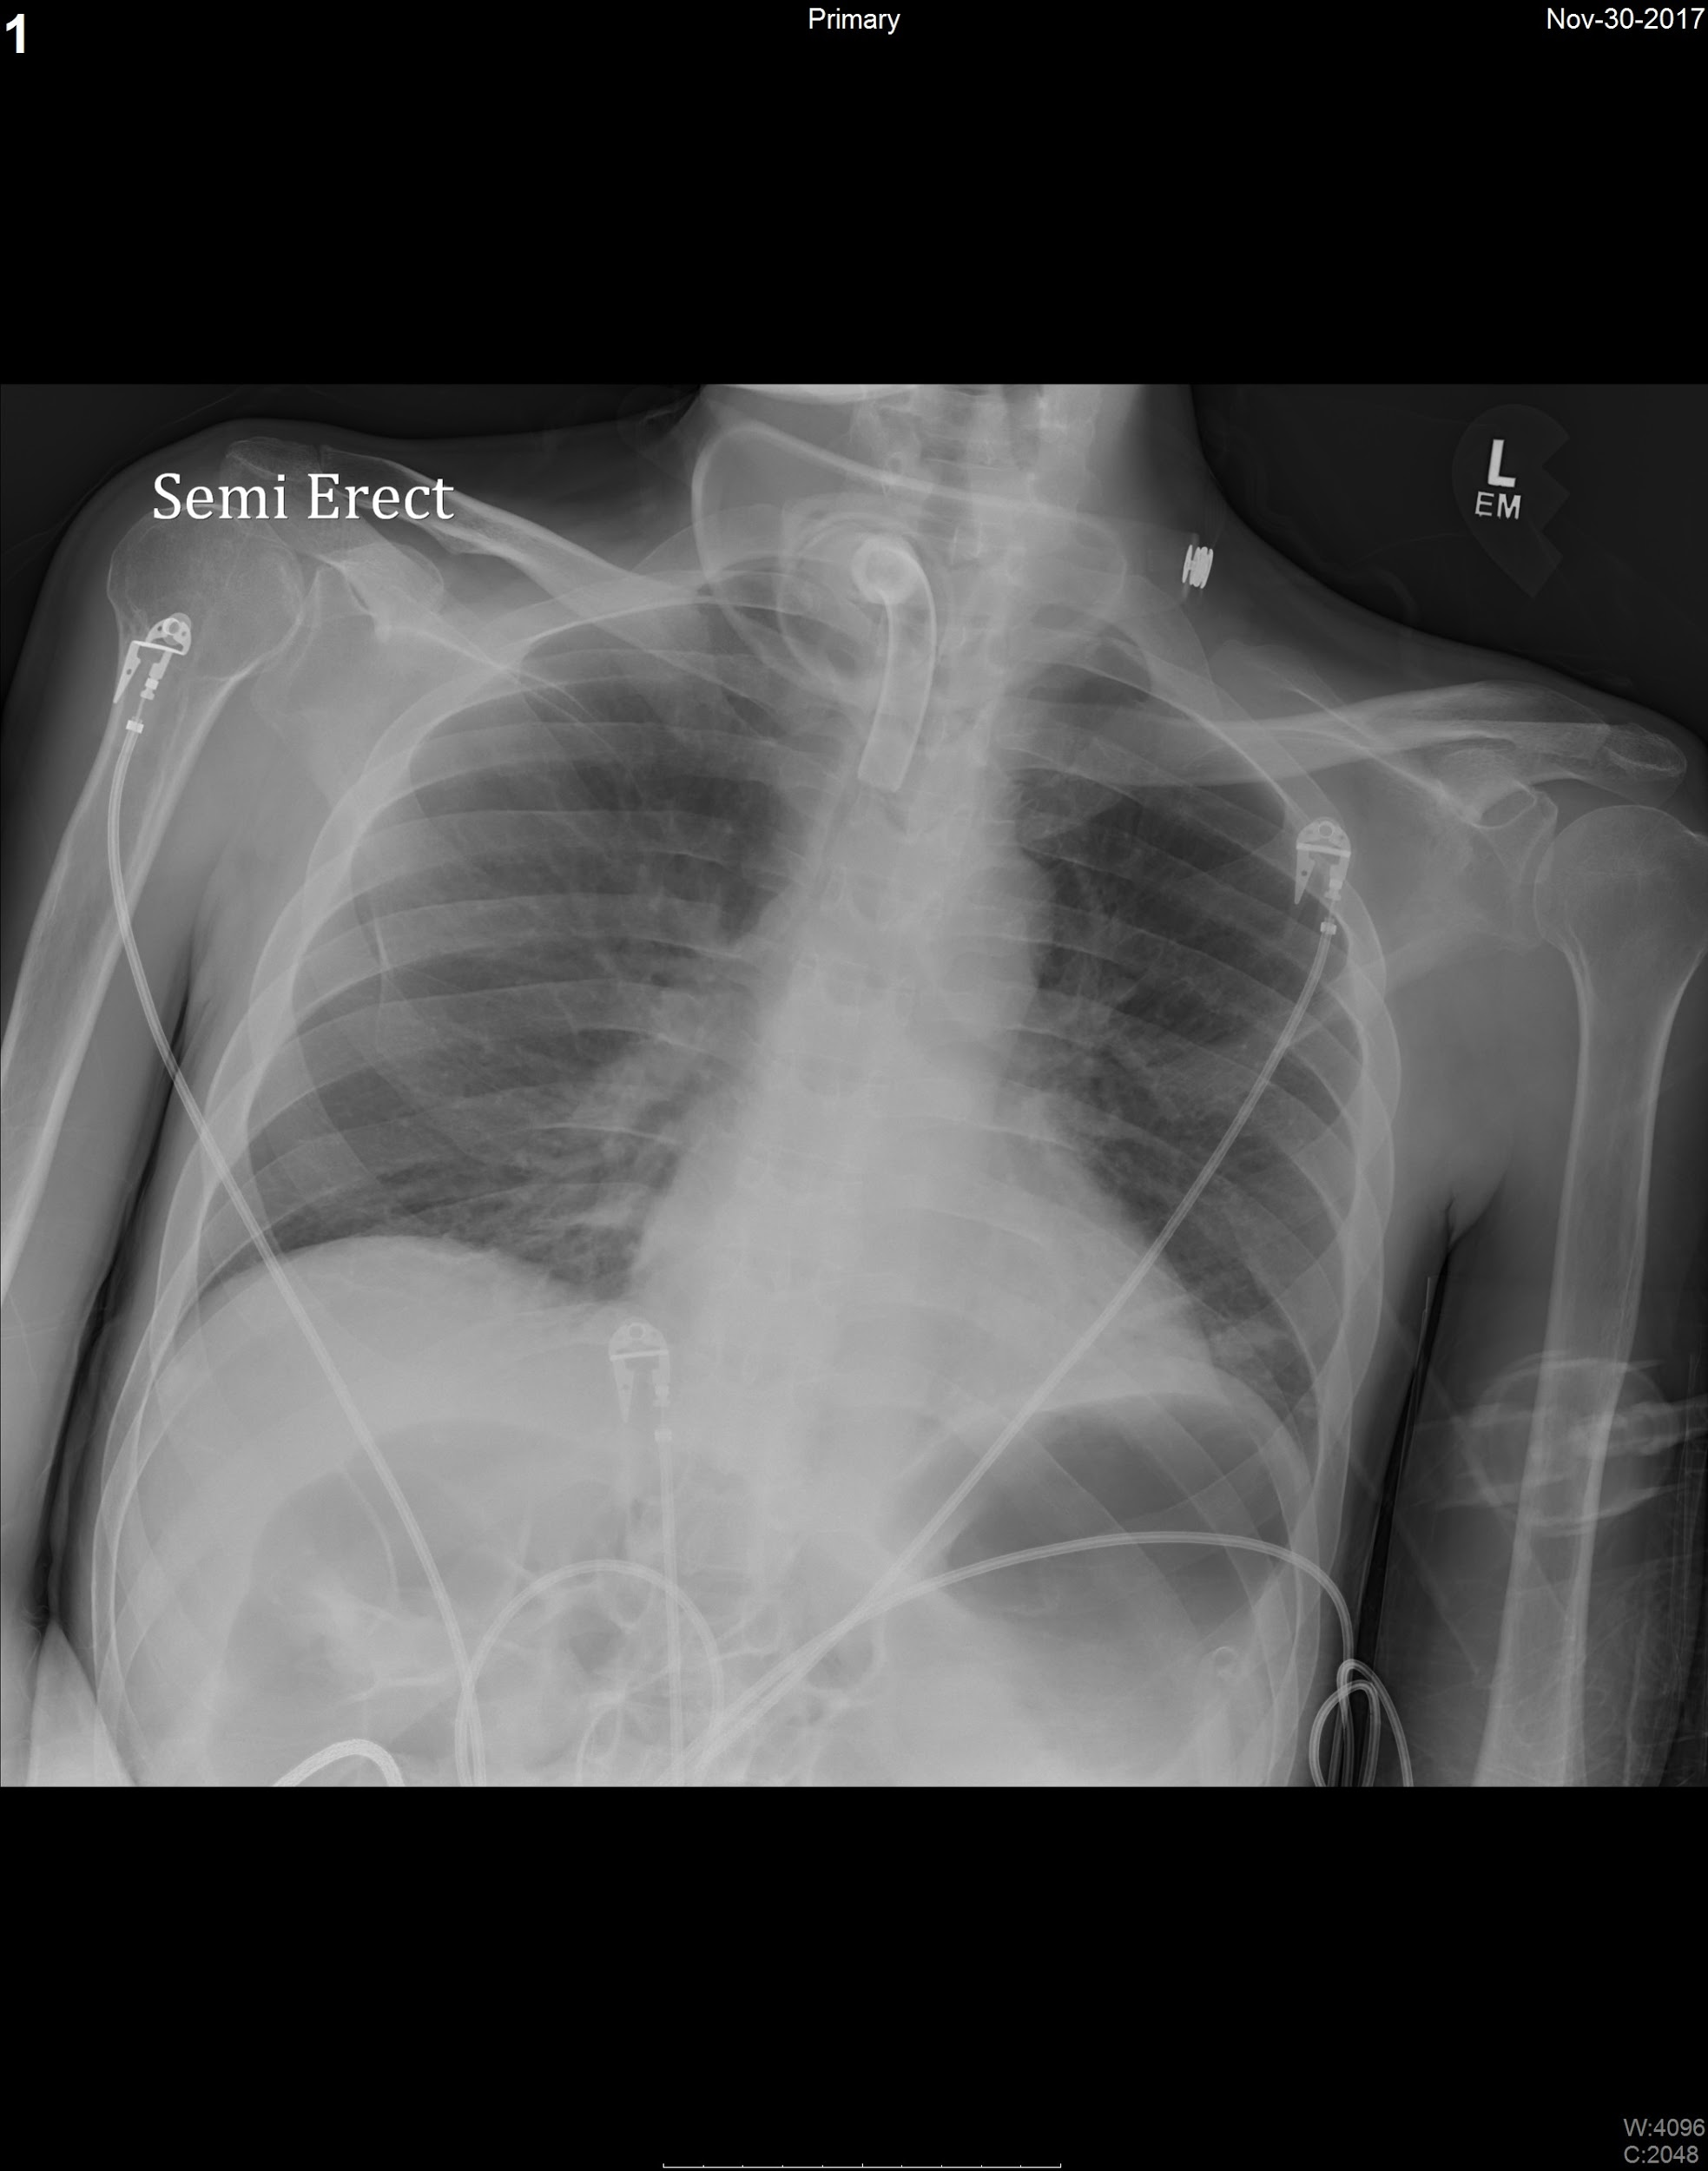 1
Primary
Nov-30-2017
Semi Erect
L
EM
W:4096
C:2048